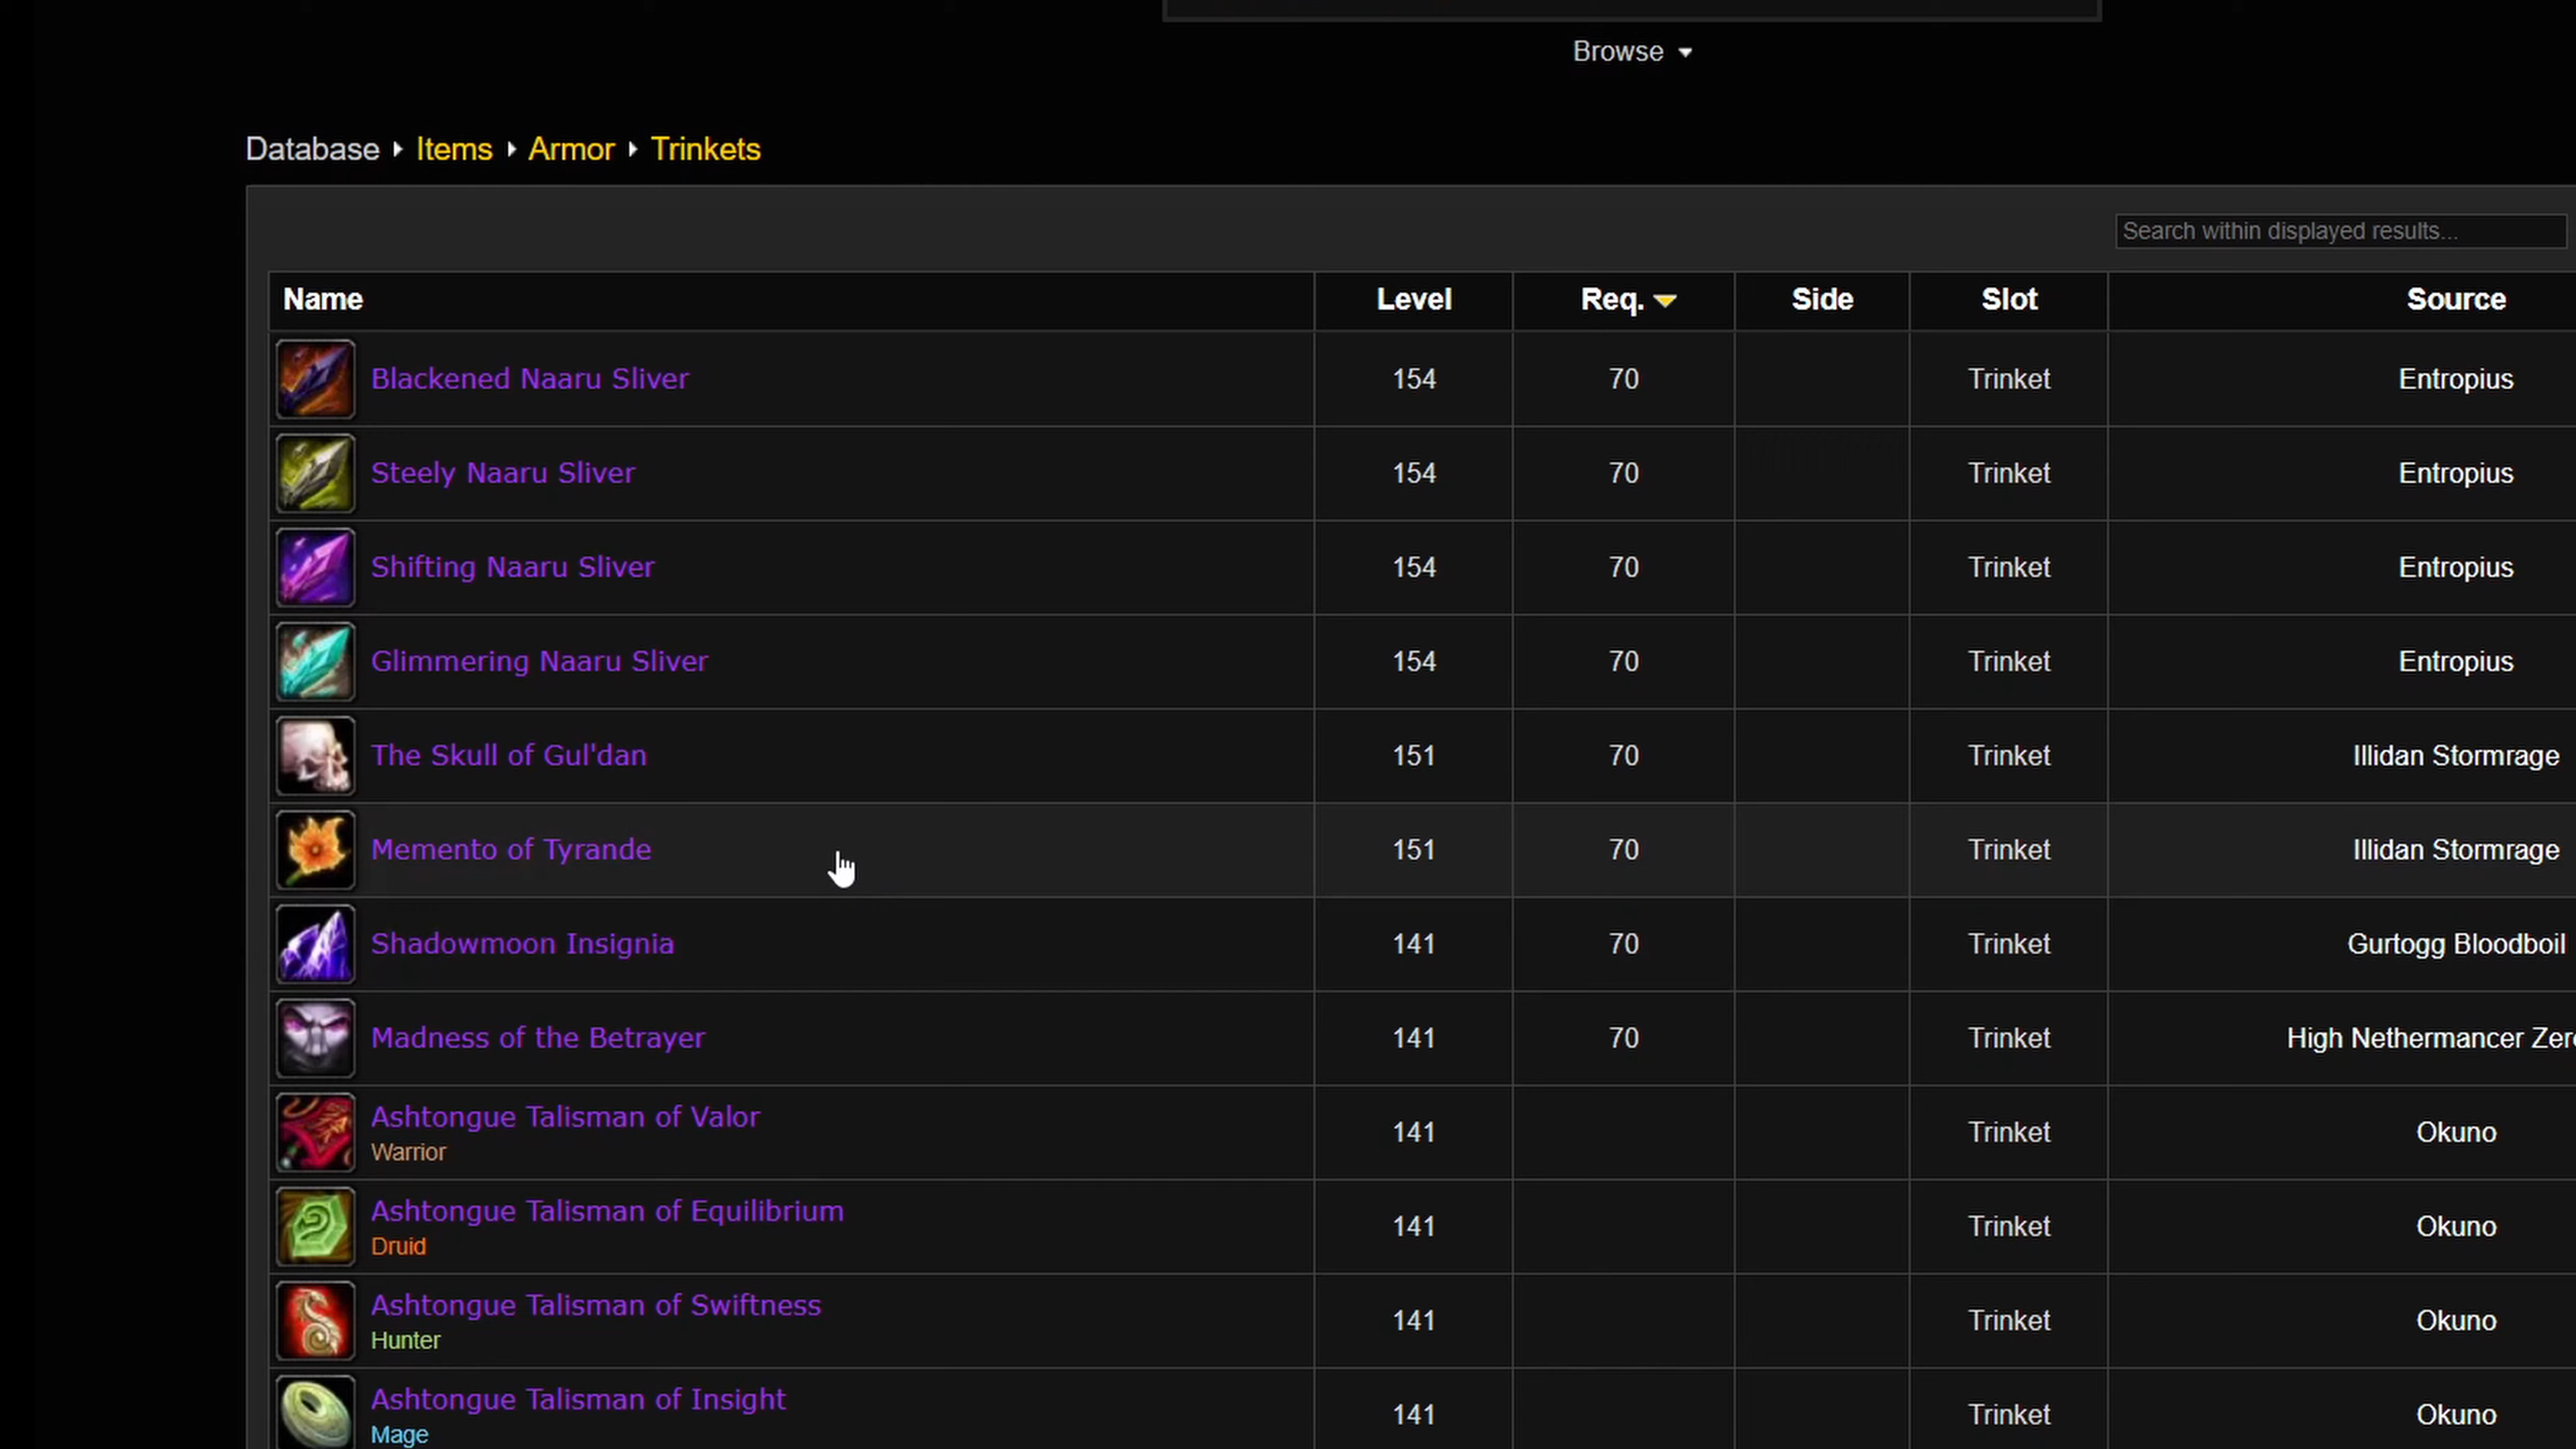 Browse
Database Items Armor Trinkets
Search within displayed results...
Name Level Req. Side Slot Source
Blackened Naaru Sliver 154 70 Trinket Entropius
Steely Naaru Sliver 154 70 Trinket Entropius
Shifting Naaru Sliver 154 70 Trinket Entropius
Glimmering Naaru Sliver 154 70 Trinket Entropius
The Skull of Gul'dan 151 70 Trinket Illidan Stormrage
Memento of Tyrande 151 70 Trinket Illidan Stormrage
Shadowmoon Insignia 141 70 Trinket Gurtogg Bloodboil
Madness of the Betrayer 141 70 Trinket High Nethermancer
Ashtongue Talisman of Valor 141 Trinket Okuno
Warrior
Ashtongue Talisman of Equilibrium 141 Trinket Okuno
Druid
Ashtongue Talisman of Swiftness 141 Trinket Okuno
Hunter
Ashtongue Talisman of Insight 141 Trinket Okuno
Mage